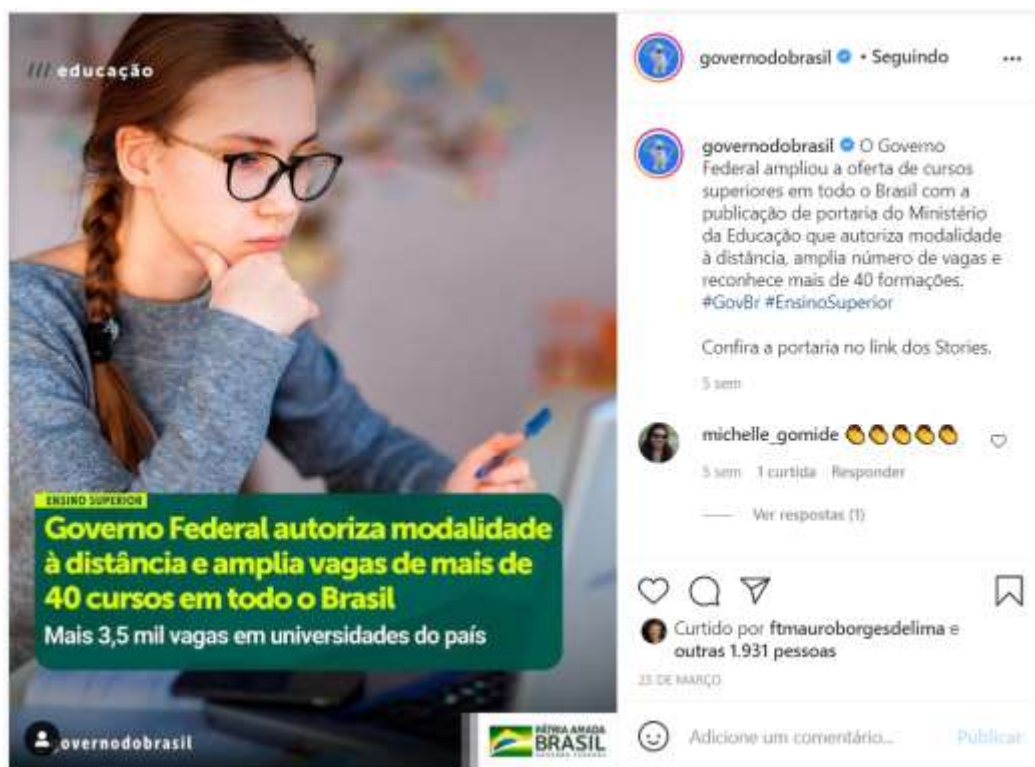 /// educação
ENSINO SUPERIOR
Governo Federal autoriza modalidade
à distância e amplia vagas de mais de
40 cursos em todo o Brasil
Mais 3,5 mil vagas em universidades do país
overnodobrasil
PÁTRIA AMADA
BRASIL
GOVERNO FEDERAL
governodobrasil • Seguindo
governodobrasil O Governo
Federal ampliou a oferta de cursos
superiores em todo o Brasil com a
publicação de portaria do Ministério
da Educação que autoriza modalidade
à distância, amplia número de vagas e
reconhece mais de 40 formações.
#GovBr #EnsinoSuperior
Confira a portaria no link dos Stories.
5 sem
michelle_gomide 👏👏👏👏👏
5 sem 1 curtida Responder
Ver respostas (1)
Curtido por ftmauroborgesdelima e
outras 1.931 pessoas
23 DE MARÇO
Adicione um comentário... Publicar